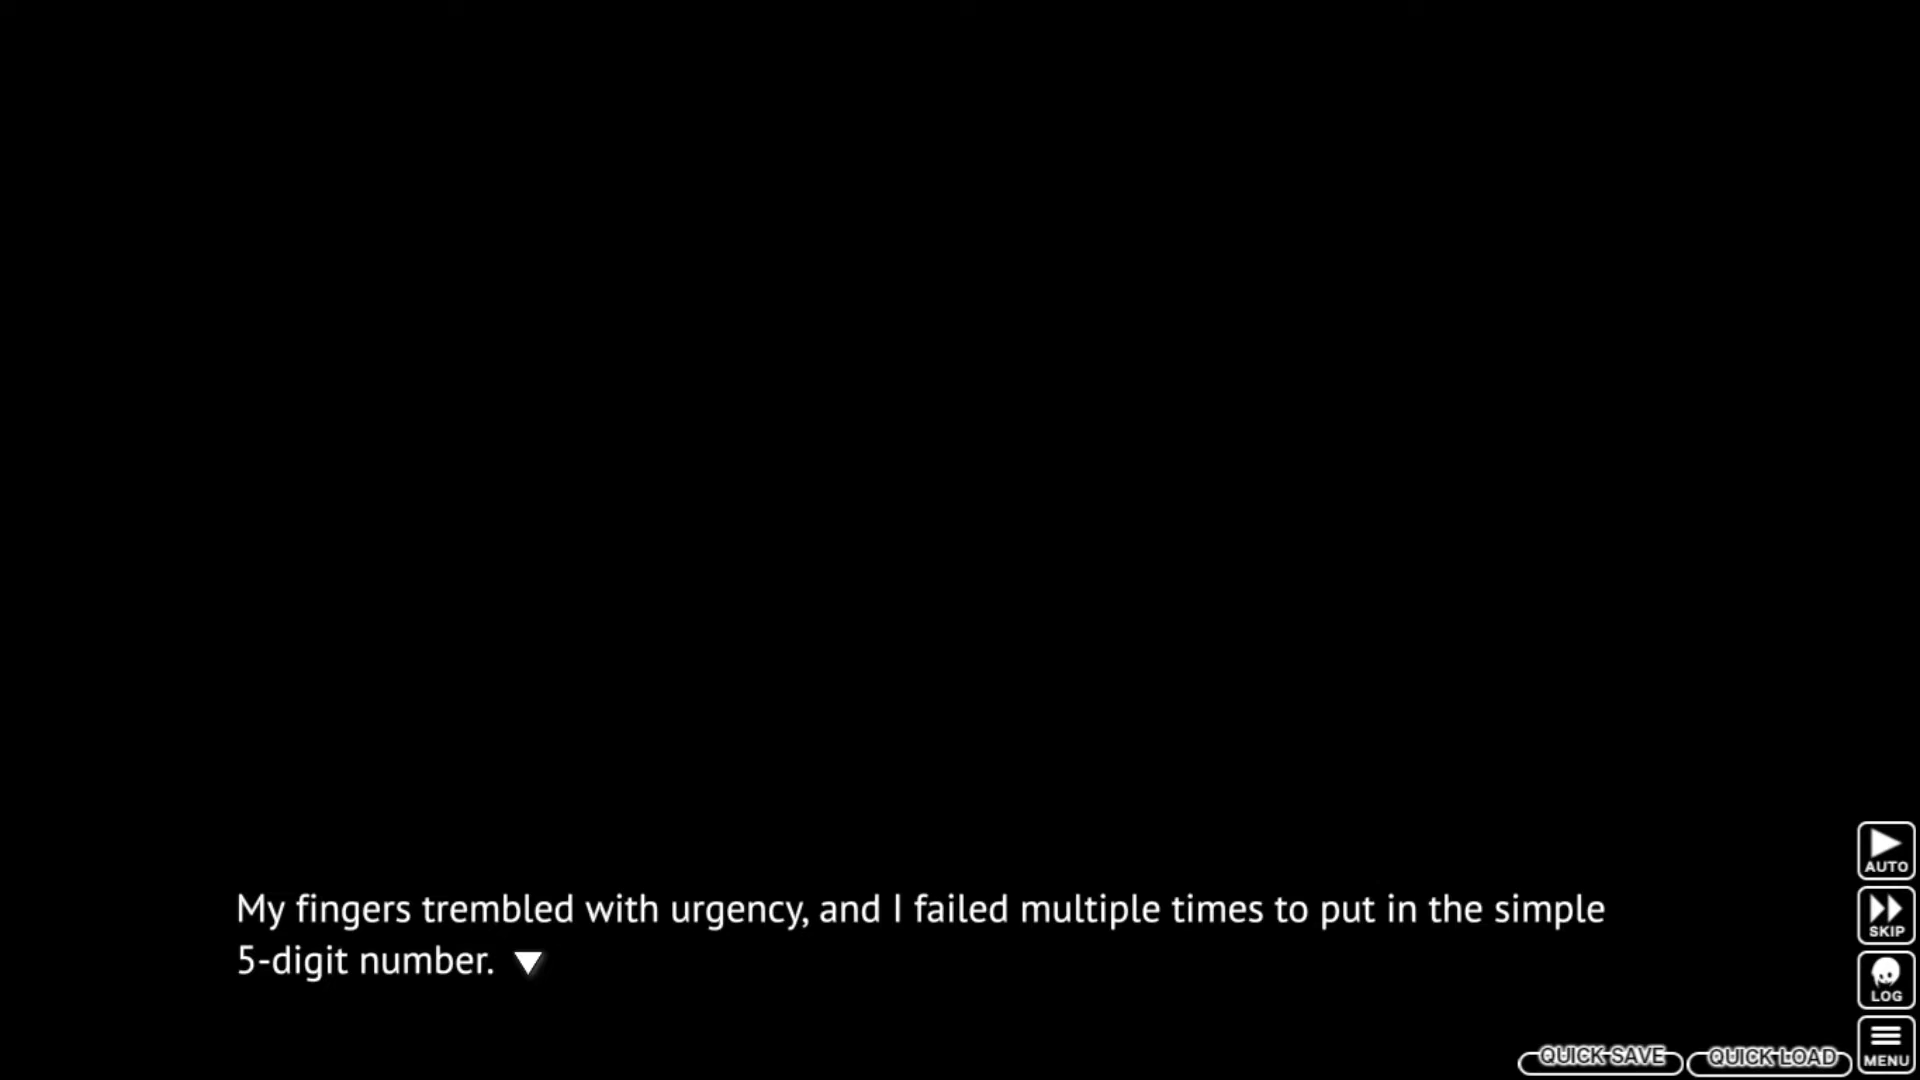 My fingers trembled with urgency, and I failed multiple times to put in the simple
5-digit number.
AUTO
SKIP
LOG
MENU
QUICK SAVE
QUICK LOAD